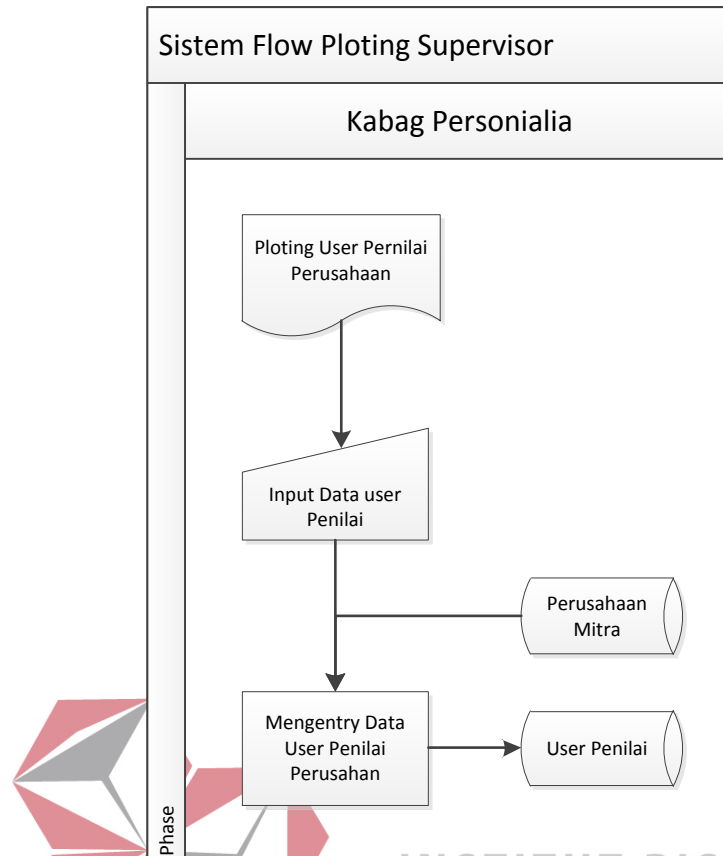 Sistem Flow Ploting Supervisor
Kabag Personialia
Ploting User Pernilai
Perusahaan
Input Data user
Penilai
Perusahaan
Mitra
Mengentry Data
User Penilai
Perusahan
User Penilai
Phase